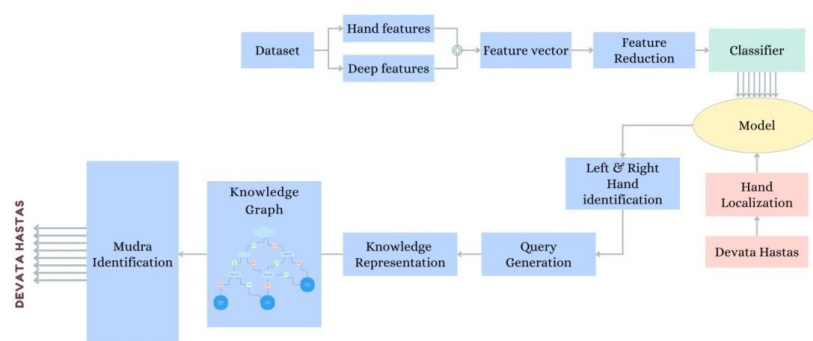 Dataset
Hand features
Deep features
Feature vector
Feature
Reduction
Classifier
Model
Hand
Localization
Devata Hastas
Left & Right
Hand
identification
Query
Generation
Knowledge
Representation
Knowledge
Graph
Mudra
Identification
DEVATA HASTAS